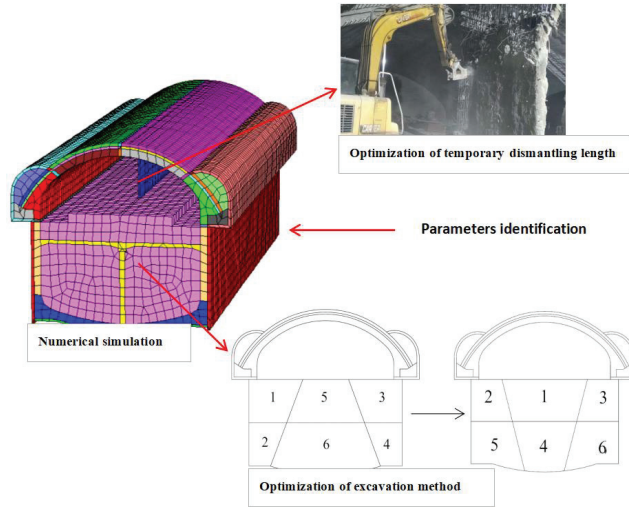 Optimization of temporary dismantling length
Parameters identification
Numerical simulation
1 5 3
2 6 4
2 1 3
5 4 6
Optimization of excavation method